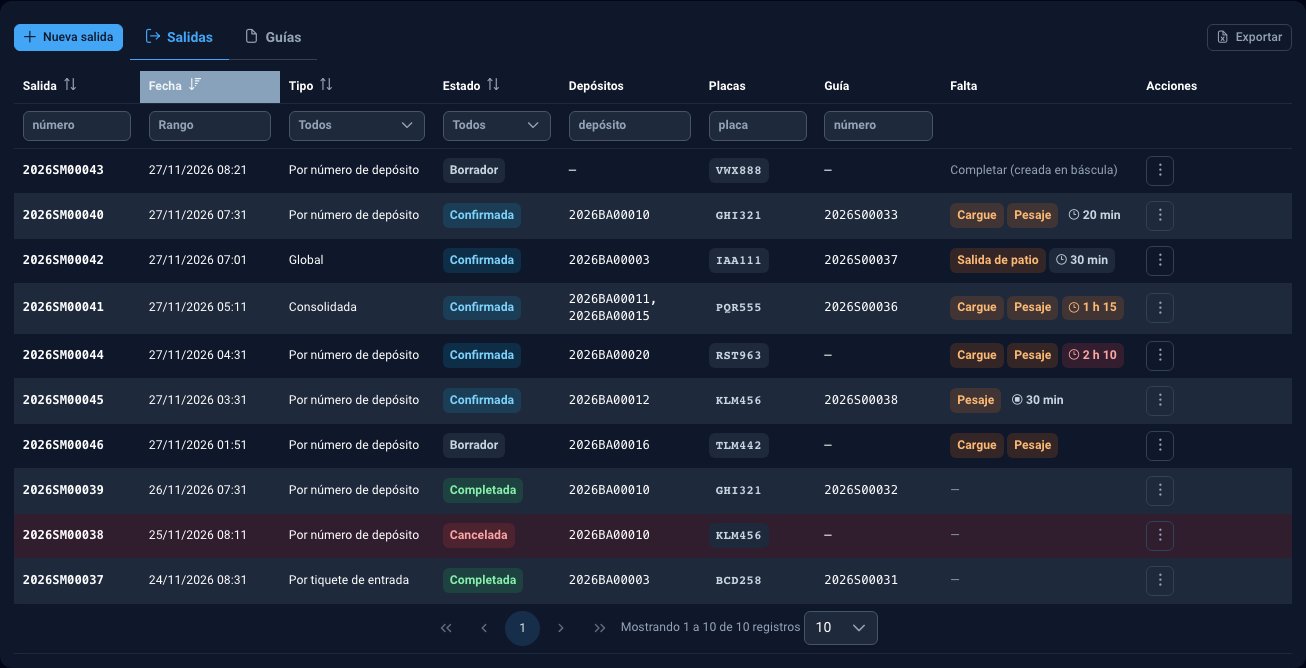 Nueva salida Salidas Guías Exportar
Salida Fecha Tipo Estado Depósitos Placas Guía Falta Acciones
número Rango Todos Todos depósito placa número
2026SM00043 27/11/2026 08:21 Por número de depósito Borrador — VWX888 — Completar (creada en báscula)
2026SM00040 27/11/2026 07:31 Por número de depósito Confirmada 2026BA00010 GHI321 2026S00033 Cargue Pesaje 20 min
2026SM00042 27/11/2026 07:01 Global Confirmada 2026BA00003 IAA111 2026S00037 Salida de patio 30 min
2026SM00041 27/11/2026 05:11 Consolidada Confirmada 2026BA00011, 2026BA00015 PQR555 2026S00036 Cargue Pesaje 1 h 15
2026SM00044 27/11/2026 04:31 Por número de depósito Confirmada 2026BA00020 RST963 — Cargue Pesaje 2 h 10
2026SM00045 27/11/2026 03:31 Por número de depósito Confirmada 2026BA00012 KLM456 2026S00038 Pesaje 30 min
2026SM00046 27/11/2026 01:51 Por número de depósito Borrador 2026BA00016 TLM442 — Cargue Pesaje
2026SM00039 26/11/2026 07:31 Por número de depósito Completada 2026BA00010 GHI321 2026S00032 —
2026SM00038 25/11/2026 08:11 Por número de depósito Cancelada 2026BA00010 KLM456 — —
2026SM00037 24/11/2026 08:31 Por tiquete de entrada Completada 2026BA00003 BCD258 2026S00031 —
« ‹ 1 › » Mostrando 1 a 10 de 10 registros 10